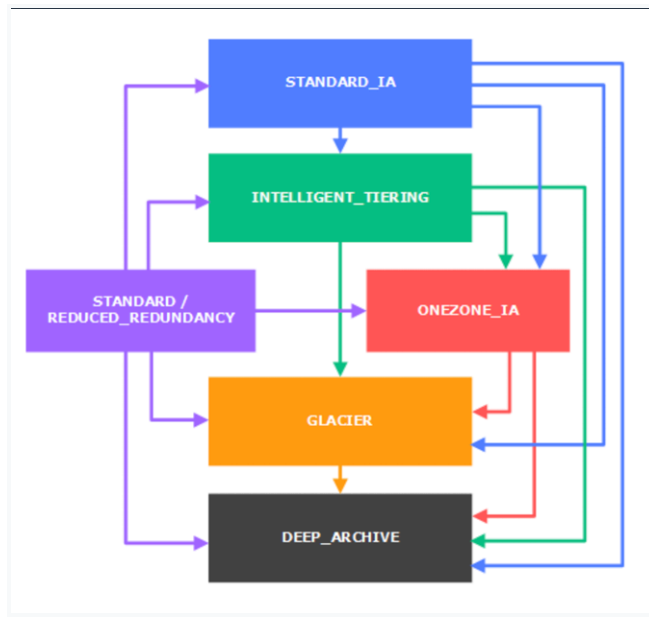 STANDARD_IA
INTELLIGENT_TIERING
STANDARD /
REDUCED_REDUNDANCY
ONEZONE_IA
GLACIER
DEEP_ARCHIVE